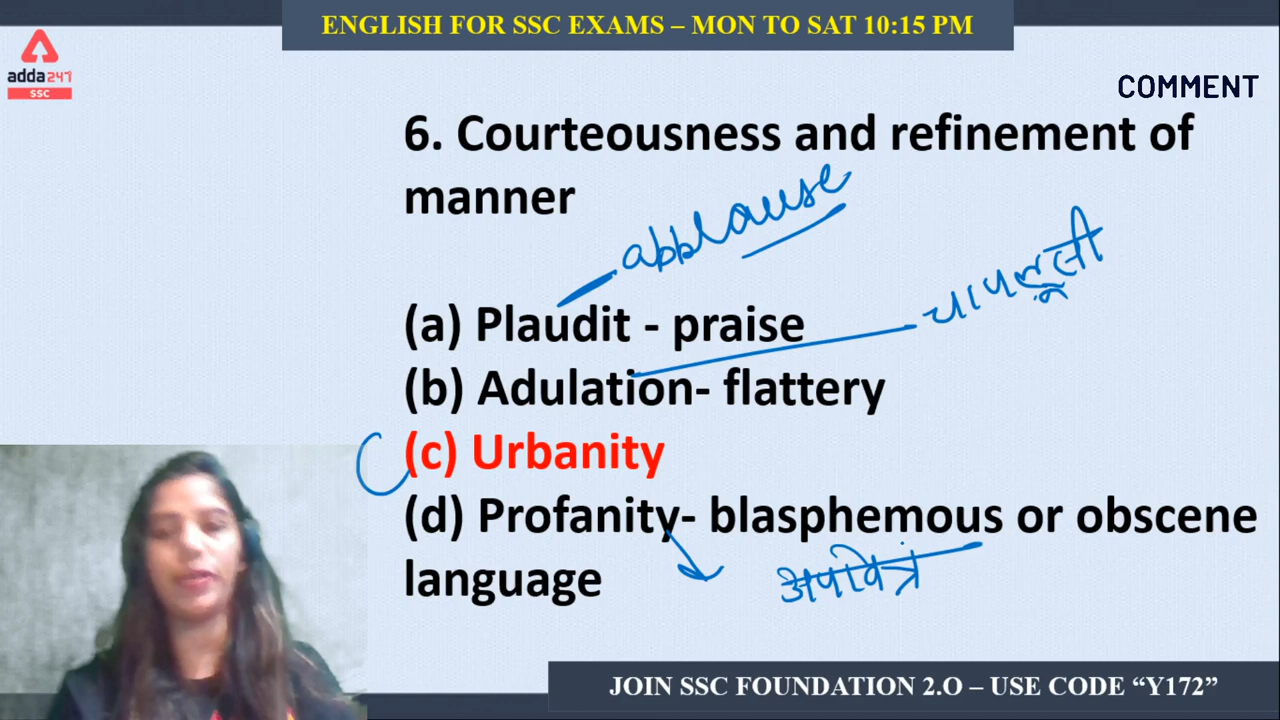 ENGLISH FOR SSC EXAMS – MON TO SAT 10:15 PM
adda247
SSC
COMMENT
6. Courteousness and refinement of
manner
applause
(a) Plaudit - praise
चापलूसी
(b) Adulation- flattery
(c) Urbanity
(d) Profanity- blasphemous or obscene
language
अपवित्र
JOIN SSC FOUNDATION 2.O – USE CODE “Y172”